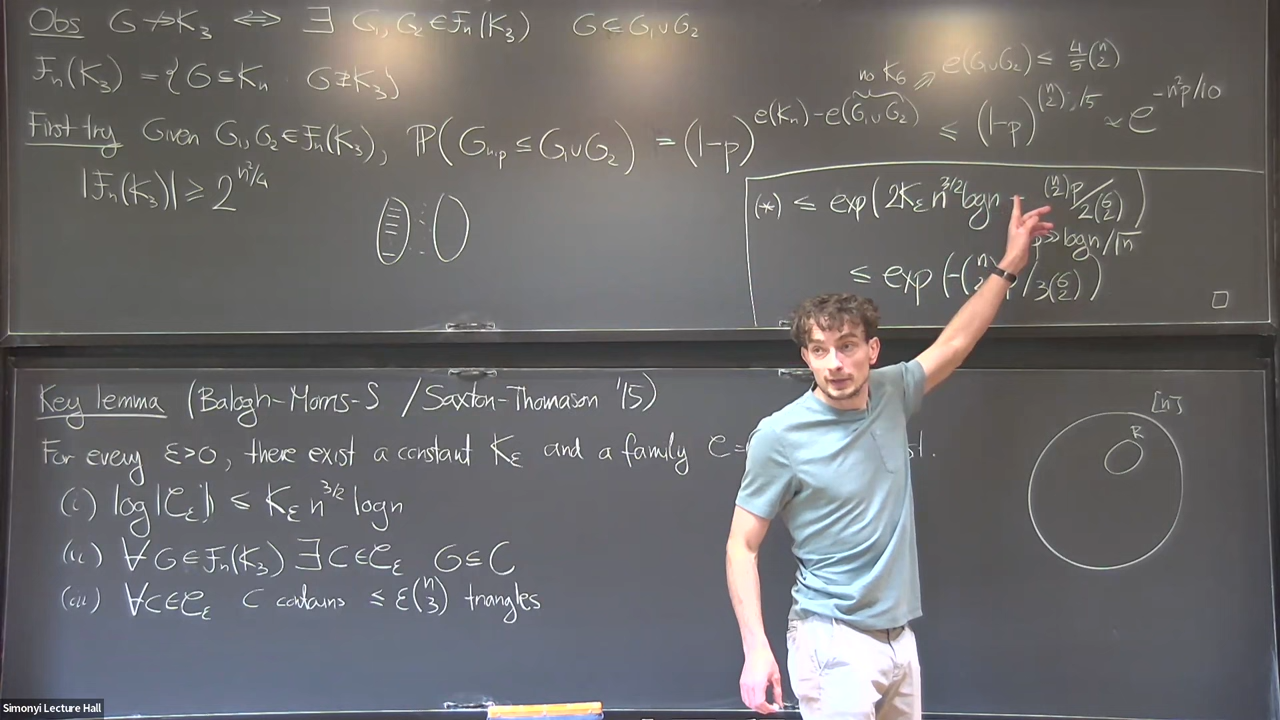 Obs G ↛ K₃ ⟺ ∃ G₁, G₂ ∈ Fₙ(K₃) G ⊆ G₁ ∪ G₂
Fₙ(K₃) = {G ⊆ Kₙ G ⊉ K₃}
no K₆ ⇒ e(G₁∪G₂) ≤ 4/5 (n choose 2)
First try Given G₁, G₂ ∈ Fₙ(K₃), ℙ(G_{n,p} ⊆ G₁∪G₂) = (1-p)^{e(Kₙ)-e(G₁∪G₂)} ≤ (1-p)^{(n choose 2)·1/5} ≈ e^{-n²p/10}
|Fₙ(K₃)| ≥ 2^{n²/4}
(*) ≤ exp(2K_ε n^{3/2} log n - (n choose 2)p / 2(6 choose 2))
p ≫ log n/√n
≤ exp(-(n choose 2)p / 3(6 choose 2))
□
Key lemma (Balogh-Morris-S / Saxton-Thomason '15)
For every ε>0, there exist a constant K_ε and a family C = st.
(i) log|C_ε| ≤ K_ε n^{3/2} log n
(ii) ∀ G ∈ Fₙ(K₃) ∃ C ∈ C_ε G ⊆ C
(iii) ∀ C ∈ C_ε C contains ≤ ε(n choose 3) triangles
[n]
R
Simonyi Lecture Hall